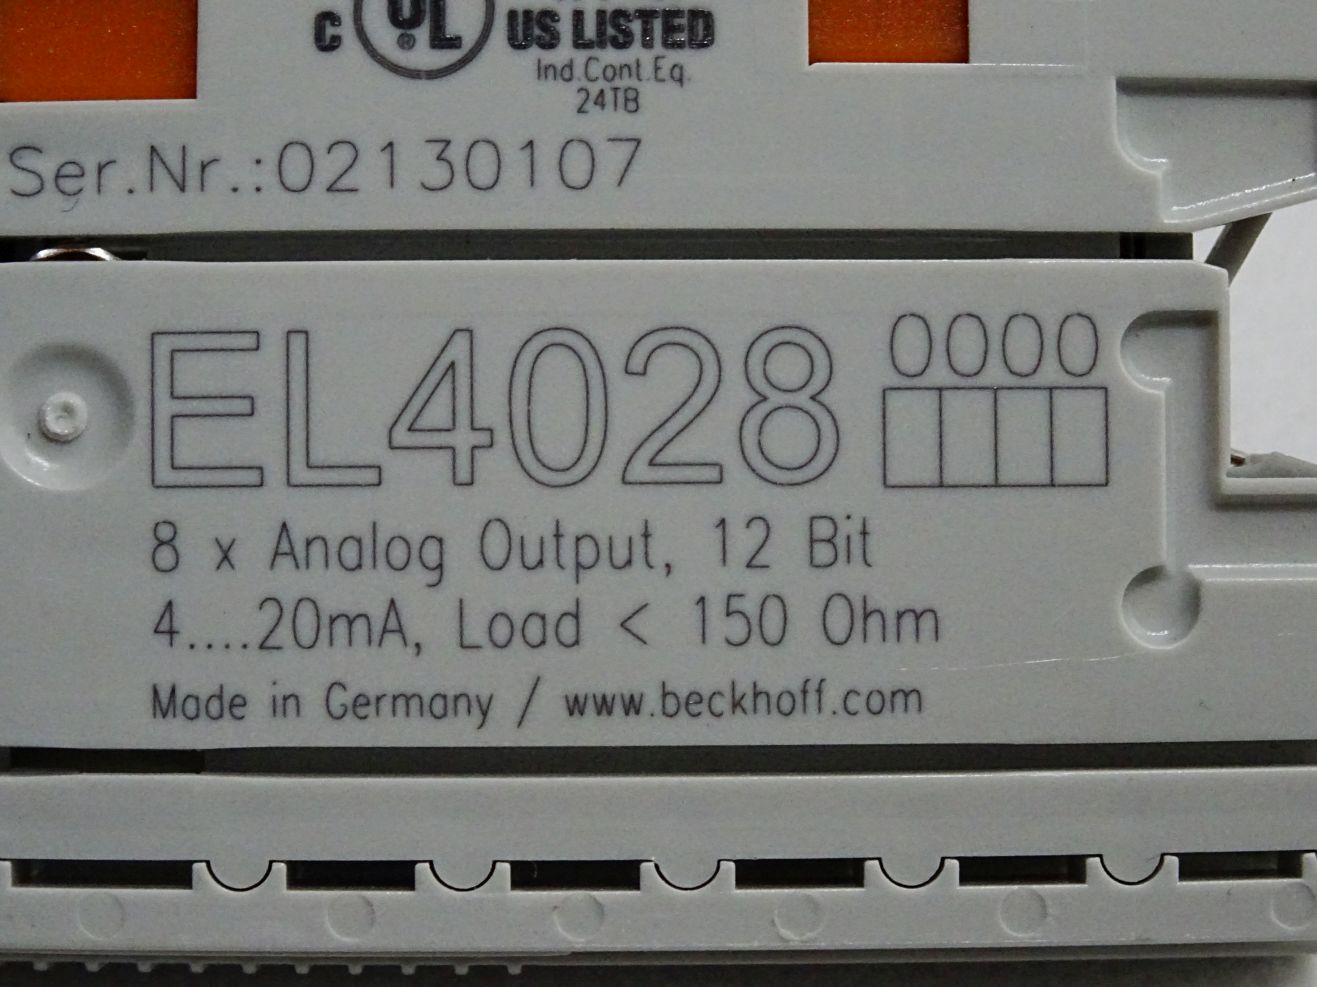 C UL US LISTED
®
Ind.Cont.Eq.
24TB
Ser.Nr.:02130107
EL4028 0000
8 x Analog Output, 12 Bit
4....20mA, Load < 150 Ohm
Made in Germany / www.beckhoff.com